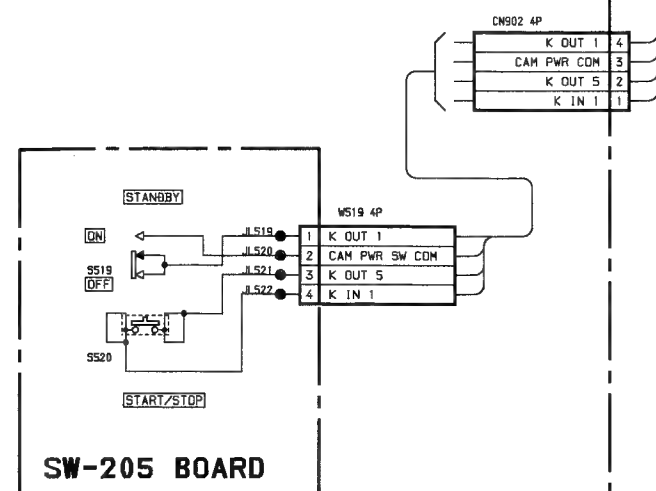 CN902 4P
K OUT 1 4
CAM PWR COM 3
K OUT 5 2
K IN 1 1
STANDBY
W519 4P
ON
JL519 1 K OUT 1
JL520 2 CAM PWR SW COM
S519
JL521 3 K OUT 5
OFF
JL522 4 K IN 1
S520
START/STOP
SW-205 BOARD